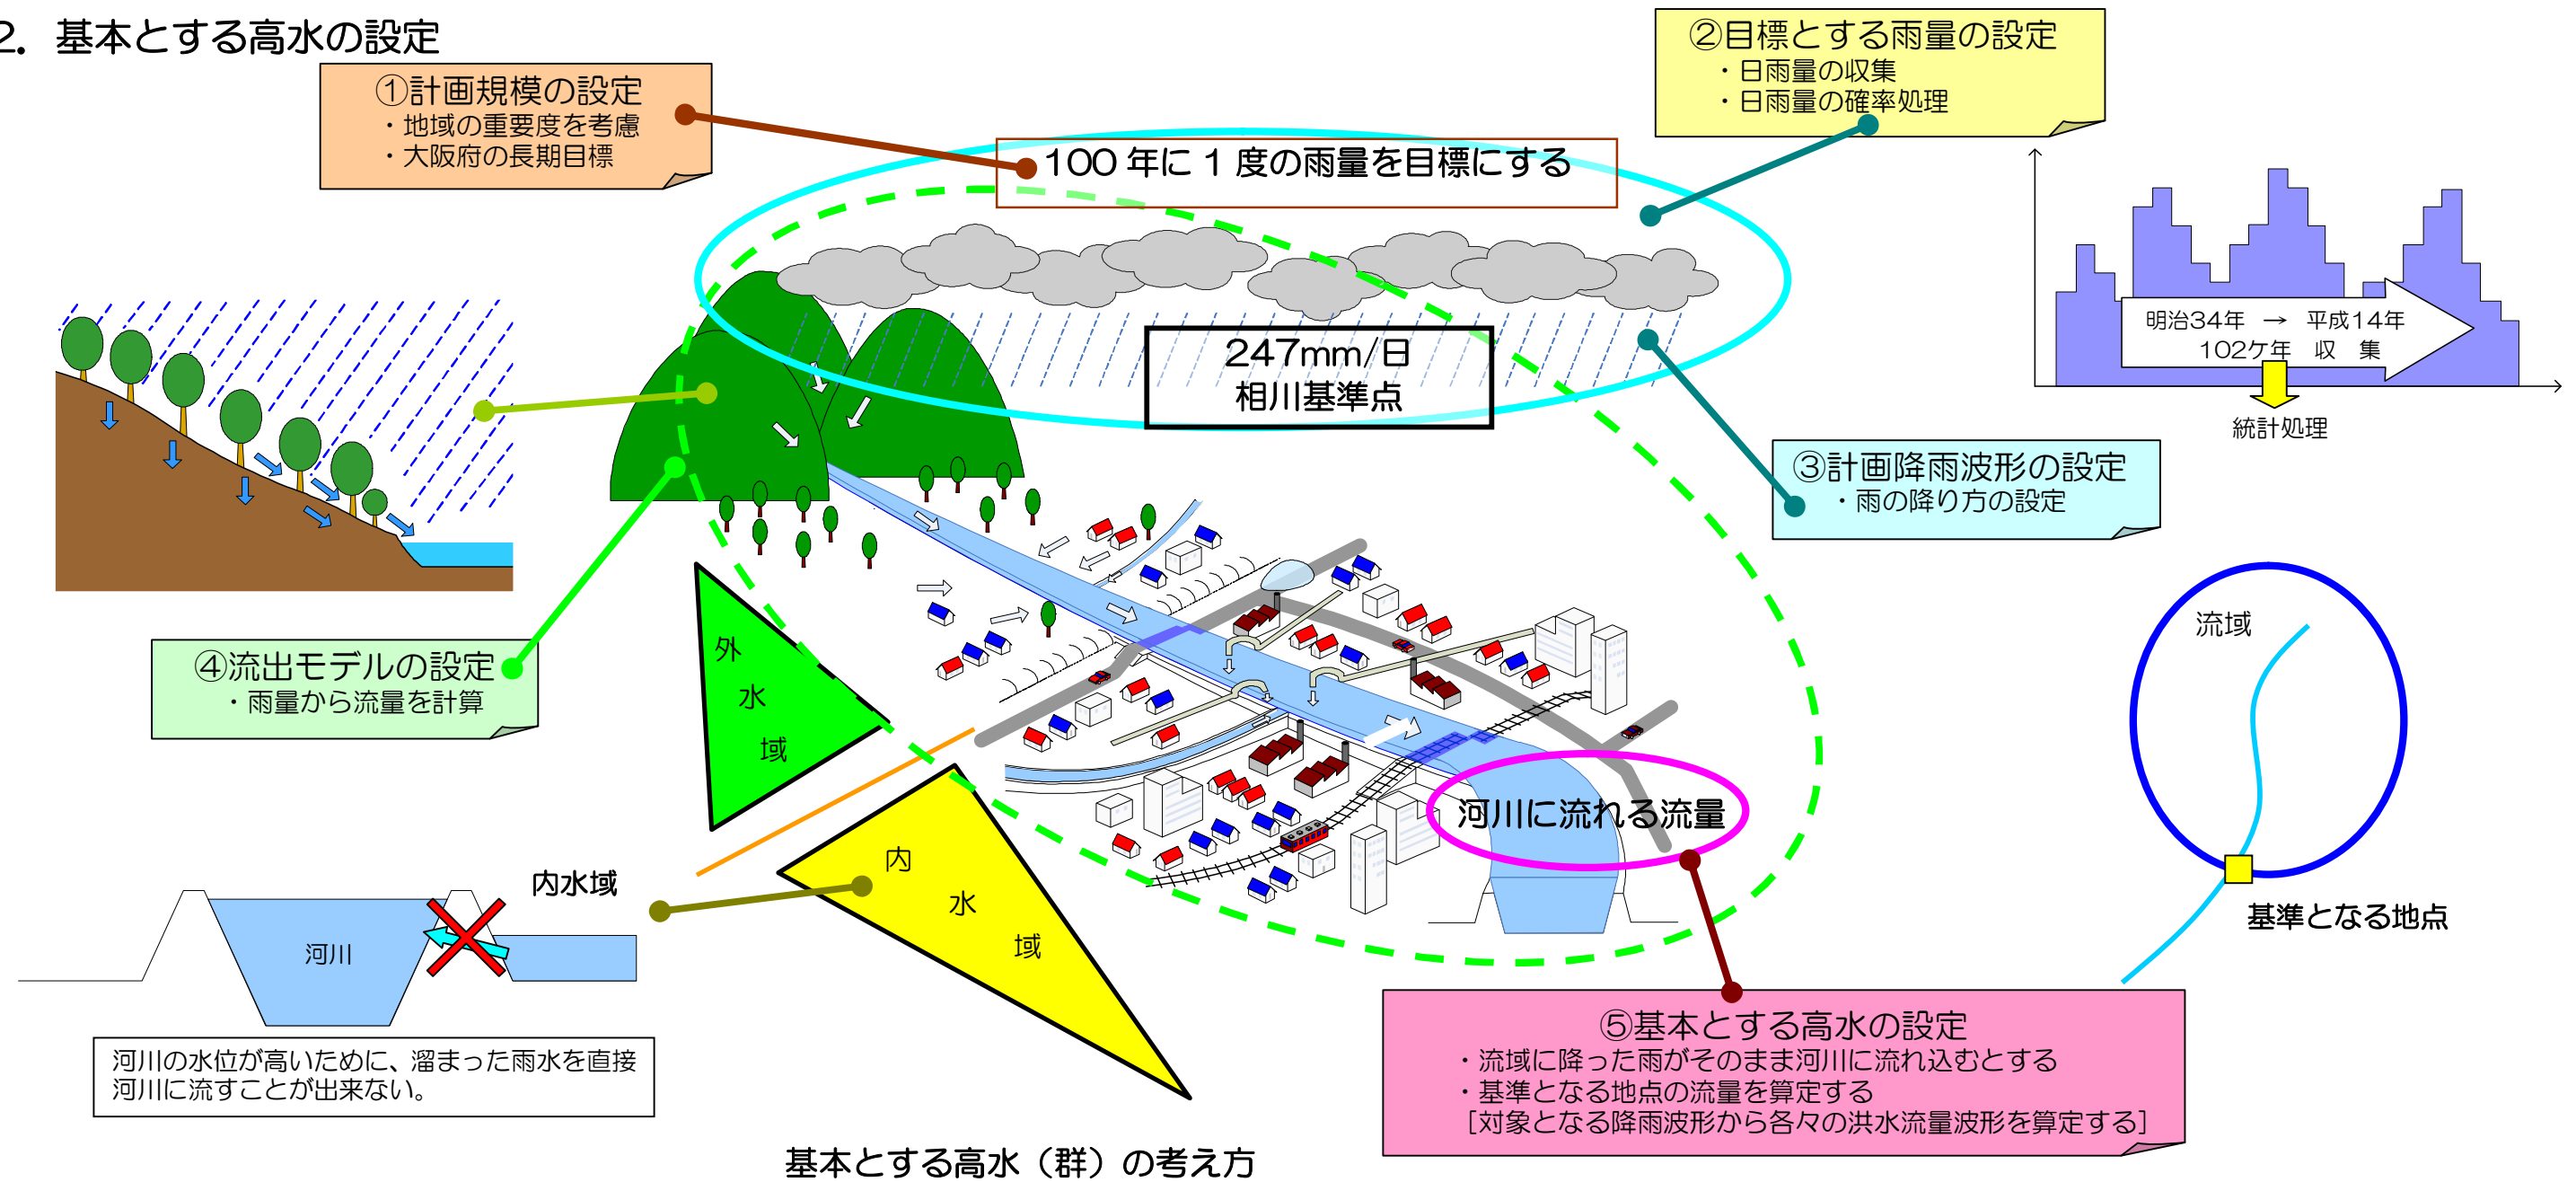 2．基本とする高水の設定
①計画規模の設定
・地域の重要度を考慮
・大阪府の長期目標
100 年に 1 度の雨量を目標にする
②目標とする雨量の設定
・日雨量の収集
・日雨量の確率処理
明治34年 → 平成14年
102ケ年 収 集
統計処理
247mm/日
相川基準点
③計画降雨波形の設定
・雨の降り方の設定
④流出モデルの設定
・雨量から流量を計算
外
水
域
内
水
域
河川に流れる流量
流域
基準となる地点
内水域
河川
河川の水位が高いために、溜まった雨水を直接
河川に流すことが出来ない。
⑤基本とする高水の設定
・流域に降った雨がそのまま河川に流れ込むとする
・基準となる地点の流量を算定する
［対象となる降雨波形から各々の洪水流量波形を算定する］
基本とする高水（群）の考え方